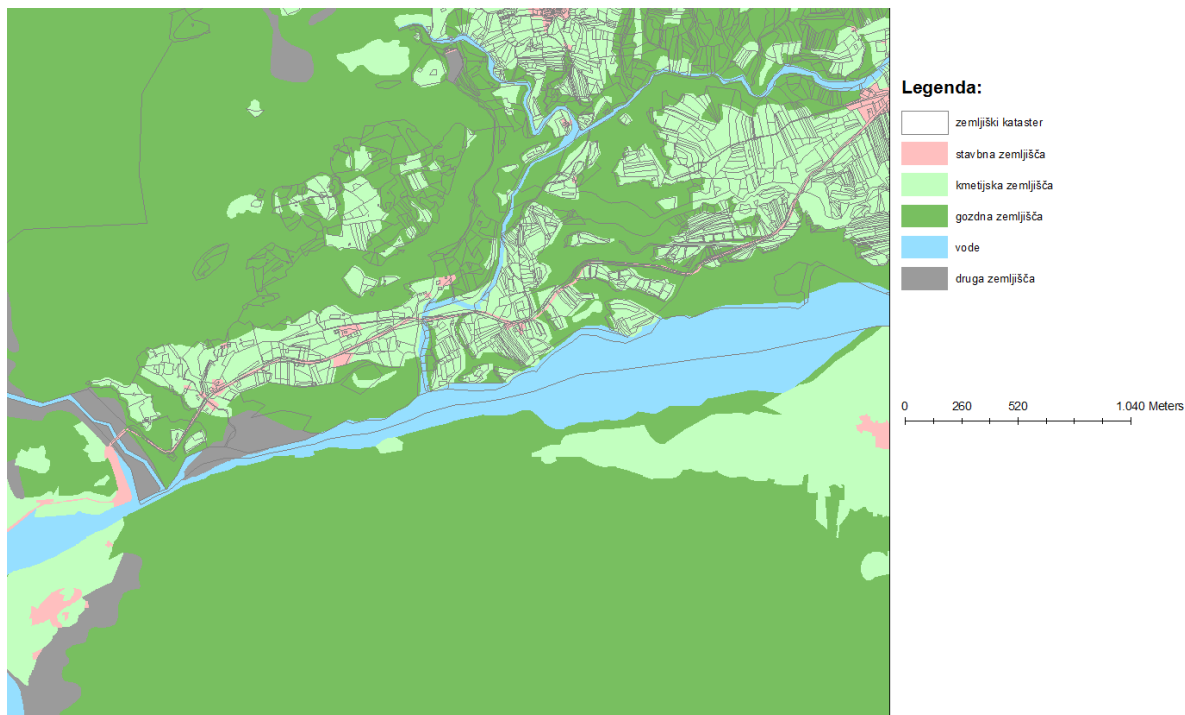 Legenda:
zemljiški kataster
stavbna zemljišča
kmetijska zemljišča
gozdna zemljišča
vode
druga zemljišča
0 260 520 1.040 Meters